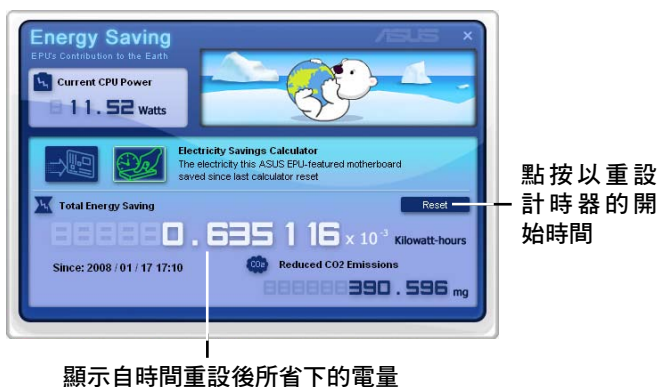 Energy Saving
EPU's Contribution to the Earth
ASUS
Current CPU Power
11.52 Watts
Electricity Savings Calculator
The electricity this ASUS EPU-featured motherboard
saved since last calculator reset
Total Energy Saving
Reset
0.635116 x 10⁻³ Kilowatt-hours
Since: 2008 / 01 / 17 17:10
CO2
Reduced CO2 Emissions
390.596 mg
點按以重設
計時器的開
始時間
顯示自時間重設後所省下的電量